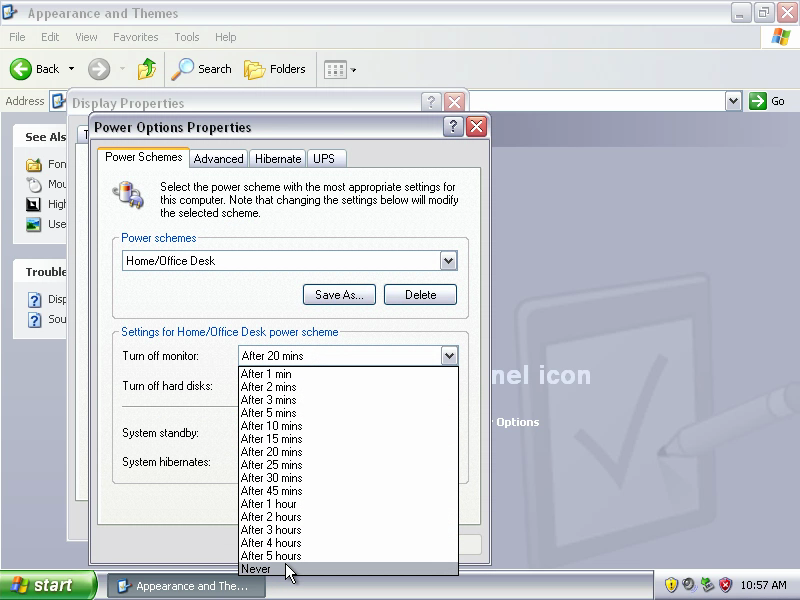 Appearance and Themes
File Edit View Favorites Tools Help
Back Search Folders
Address Go
Display Properties
Power Options Properties
See Als
Power Schemes Advanced Hibernate UPS
Fon
Mou
High
Use
Select the power scheme with the most appropriate settings for
this computer. Note that changing the settings below will modify
the selected scheme.
Power schemes
Home/Office Desk
Trouble
Save As... Delete
Disp
Sou
Settings for Home/Office Desk power scheme
Turn off monitor: After 20 mins
Turn off hard disks:
System standby:
System hibernates:
After 1 min
After 2 mins
After 3 mins
After 5 mins
After 10 mins
After 15 mins
After 20 mins
After 25 mins
After 30 mins
After 45 mins
After 1 hour
After 2 hours
After 3 hours
After 4 hours
After 5 hours
Never
nel icon
Options
start Appearance and The... 10:57 AM